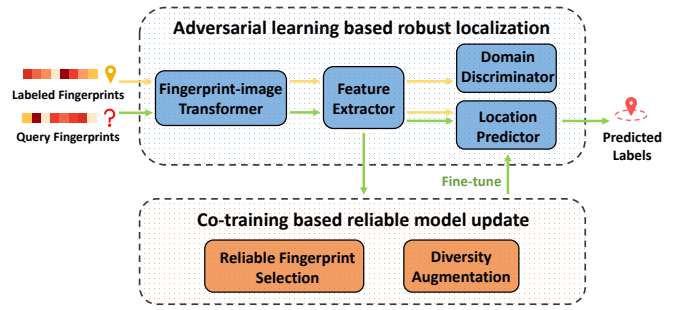 Adversarial learning based robust localization
Labeled Fingerprints
Query Fingerprints
Fingerprint-image
Transformer
Feature
Extractor
Domain
Discriminator
Location
Predictor
Predicted
Labels
Fine-tune
Co-training based reliable model update
Reliable Fingerprint
Selection
Diversity
Augmentation